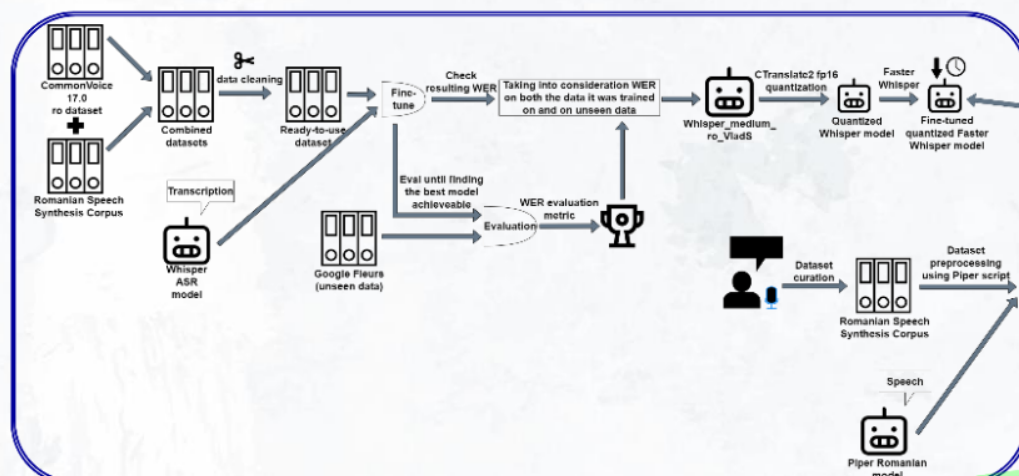 CommonVoice
17.0
ro dataset
Romanian Speech
Synthesis Corpus
Combined
datasets
data cleaning
Ready-to-use
dataset
Transcription
Whisper
ASR
model
Fine-
tune
Check
resulting WER
Taking into consideration WER
on both the data it was trained
on and on unseen data
Eval until finding
the best model
achieveable
Google Fleurs
(unseen data)
Evaluation
WER evaluation
metric
Whisper_medium_
ro_VladS
CTranslate2 fp16
quantization
Quantized
Whisper model
Faster
Whisper
Fine-tuned
quantized Faster
Whisper model
Dataset
curation
Romanian Speech
Synthesis Corpus
Dataset
preprocessing
using Piper script
Speech
Piper Romanian
model